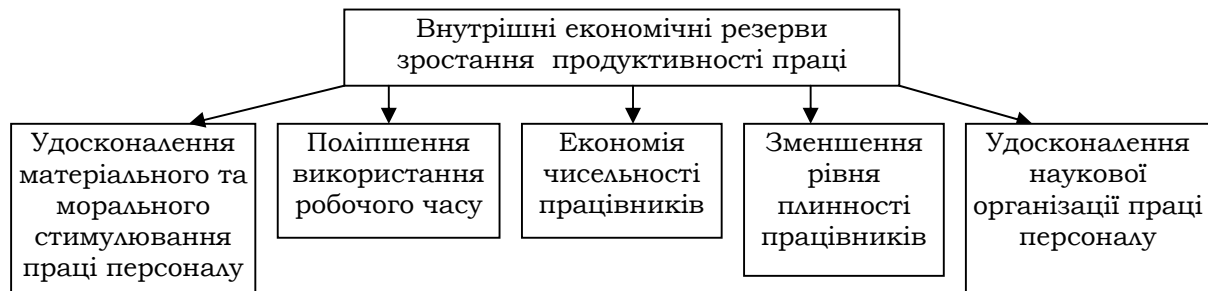 Внутрішні економічні резерви
зростання продуктивності праці
Удосконалення
матеріального та
морального
стимулювання
праці персоналу
Поліпшення
використання
робочого часу
Економія
чисельності
працівників
Зменшення
рівня
плинності
працівників
Удосконалення
наукової
організації праці
персоналу